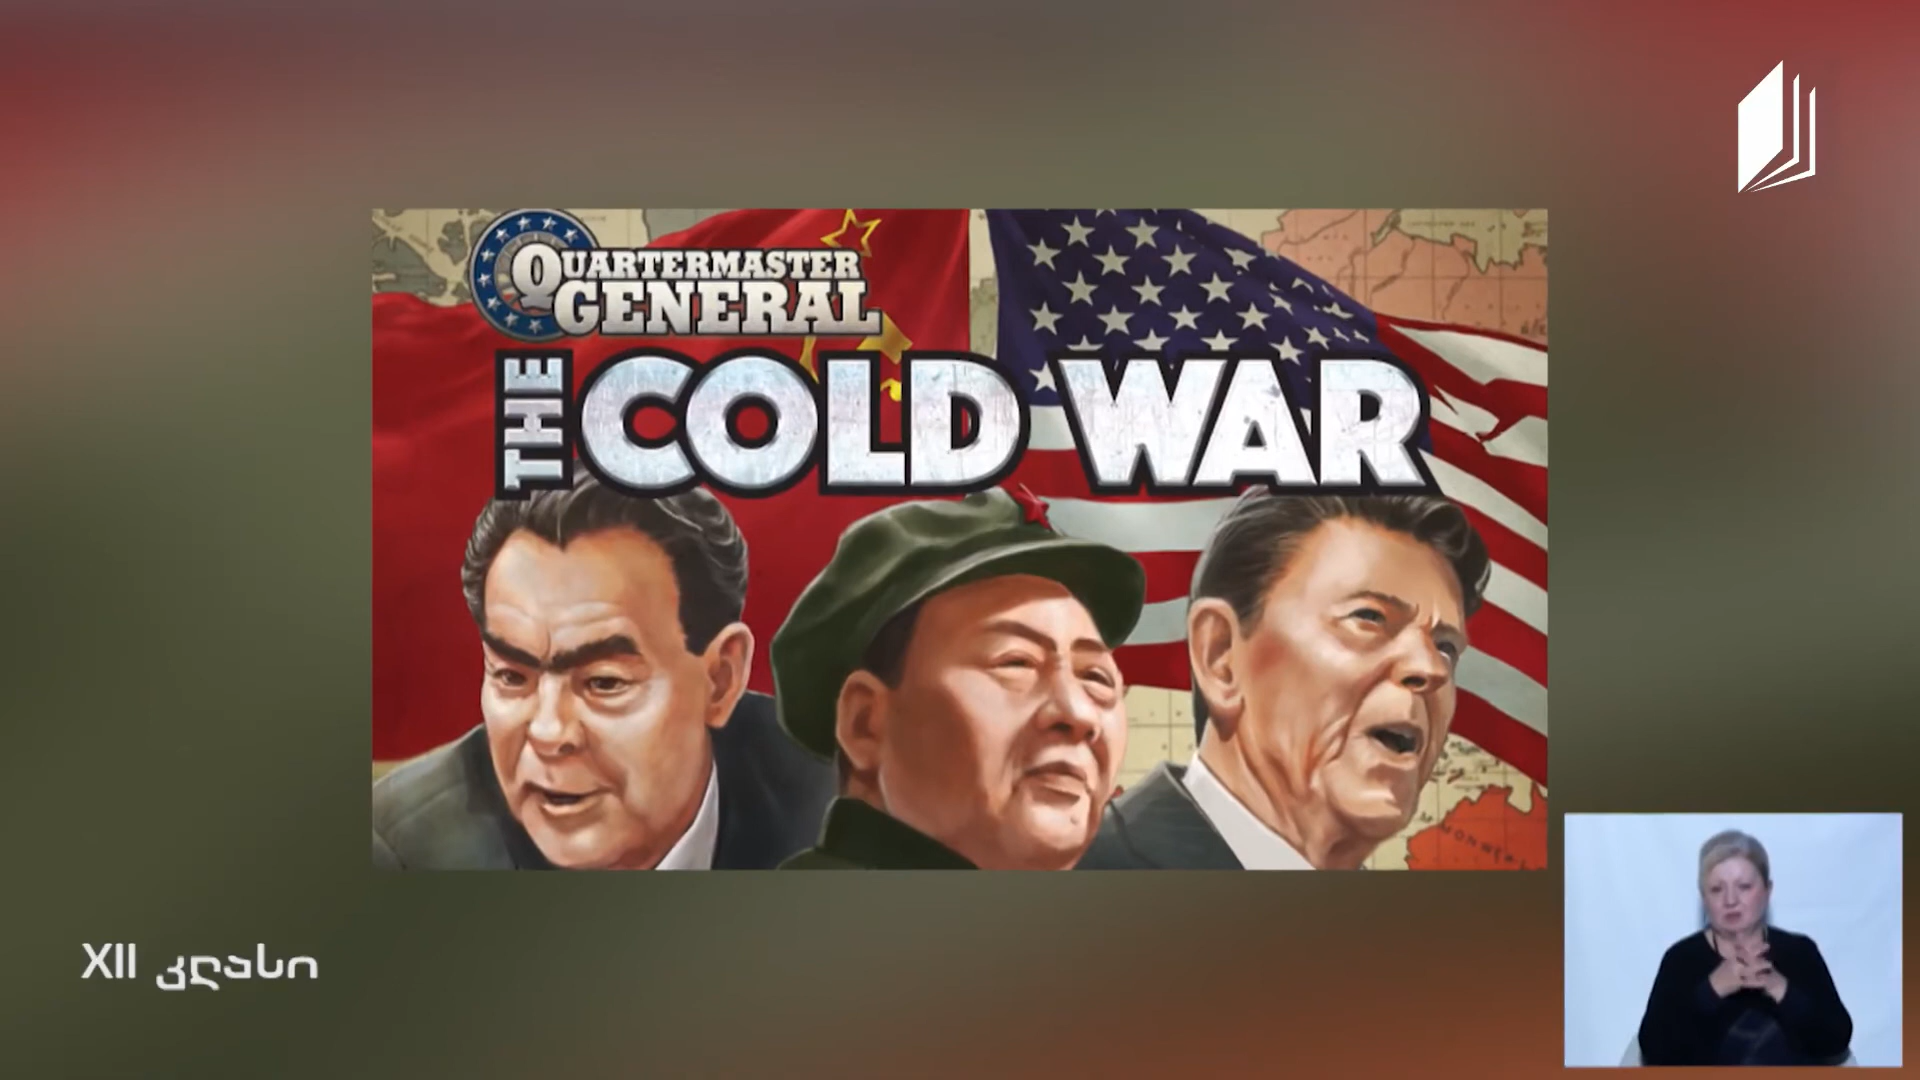 QUARTERMASTER
GENERAL
THE COLD WAR
XII კლასი